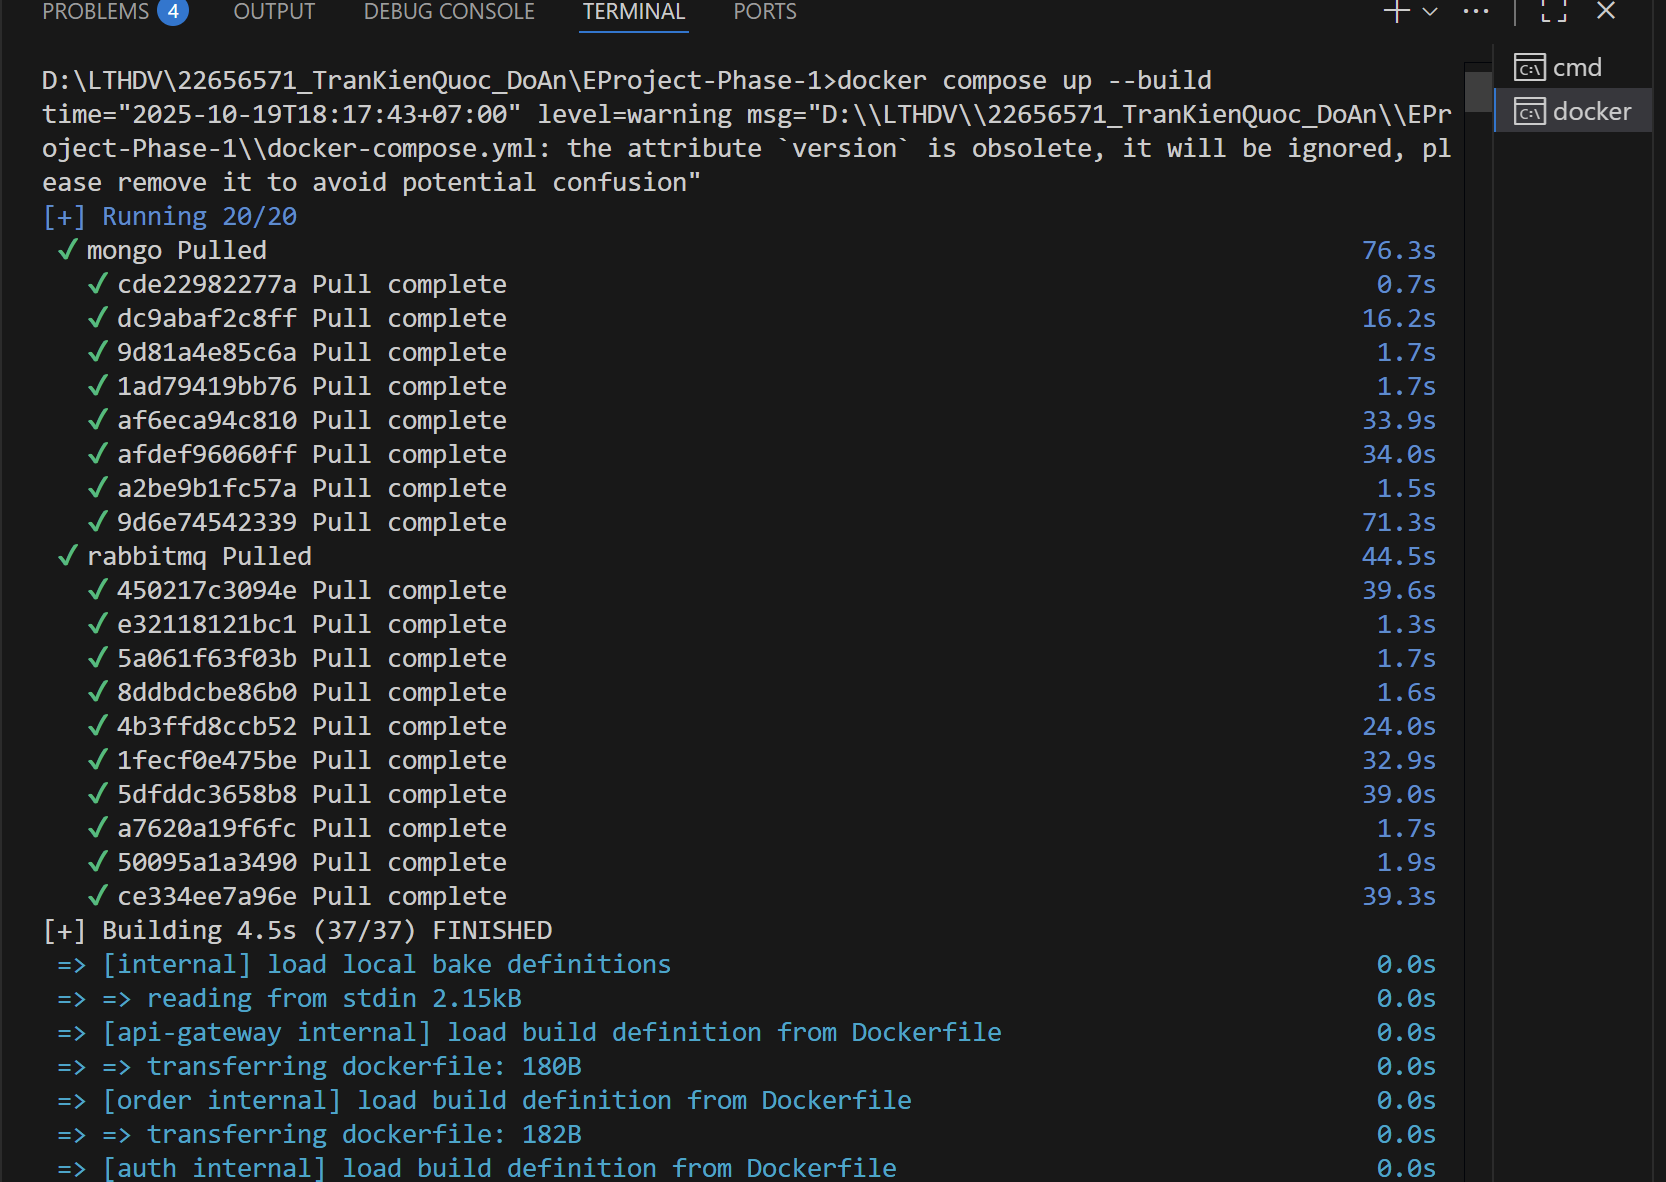 PROBLEMS 4 OUTPUT DEBUG CONSOLE TERMINAL PORTS
cmd
docker
D:\LTHDV\22656571_TranKienQuoc_DoAn\EProject-Phase-1>docker compose up --build
time="2025-10-19T18:17:43+07:00" level=warning msg="D:\\LTHDV\\22656571_TranKienQuoc_DoAn\\EPr
oject-Phase-1\\docker-compose.yml: the attribute `version` is obsolete, it will be ignored, pl
ease remove it to avoid potential confusion"
[+] Running 20/20
✓ mongo Pulled 76.3s
✓ cde22982277a Pull complete 0.7s
✓ dc9abaf2c8ff Pull complete 16.2s
✓ 9d81a4e85c6a Pull complete 1.7s
✓ 1ad79419bb76 Pull complete 1.7s
✓ af6eca94c810 Pull complete 33.9s
✓ afdef96060ff Pull complete 34.0s
✓ a2be9b1fc57a Pull complete 1.5s
✓ 9d6e74542339 Pull complete 71.3s
✓ rabbitmq Pulled 44.5s
✓ 450217c3094e Pull complete 39.6s
✓ e32118121bc1 Pull complete 1.3s
✓ 5a061f63f03b Pull complete 1.7s
✓ 8ddbdcbe86b0 Pull complete 1.6s
✓ 4b3ffd8ccb52 Pull complete 24.0s
✓ 1fecf0e475be Pull complete 32.9s
✓ 5dfddc3658b8 Pull complete 39.0s
✓ a7620a19f6fc Pull complete 1.7s
✓ 50095a1a3490 Pull complete 1.9s
✓ ce334ee7a96e Pull complete 39.3s
[+] Building 4.5s (37/37) FINISHED
=> [internal] load local bake definitions 0.0s
=> => reading from stdin 2.15kB 0.0s
=> [api-gateway internal] load build definition from Dockerfile 0.0s
=> => transferring dockerfile: 180B 0.0s
=> [order internal] load build definition from Dockerfile 0.0s
=> => transferring dockerfile: 182B 0.0s
=> [auth internal] load build definition from Dockerfile 0.0s